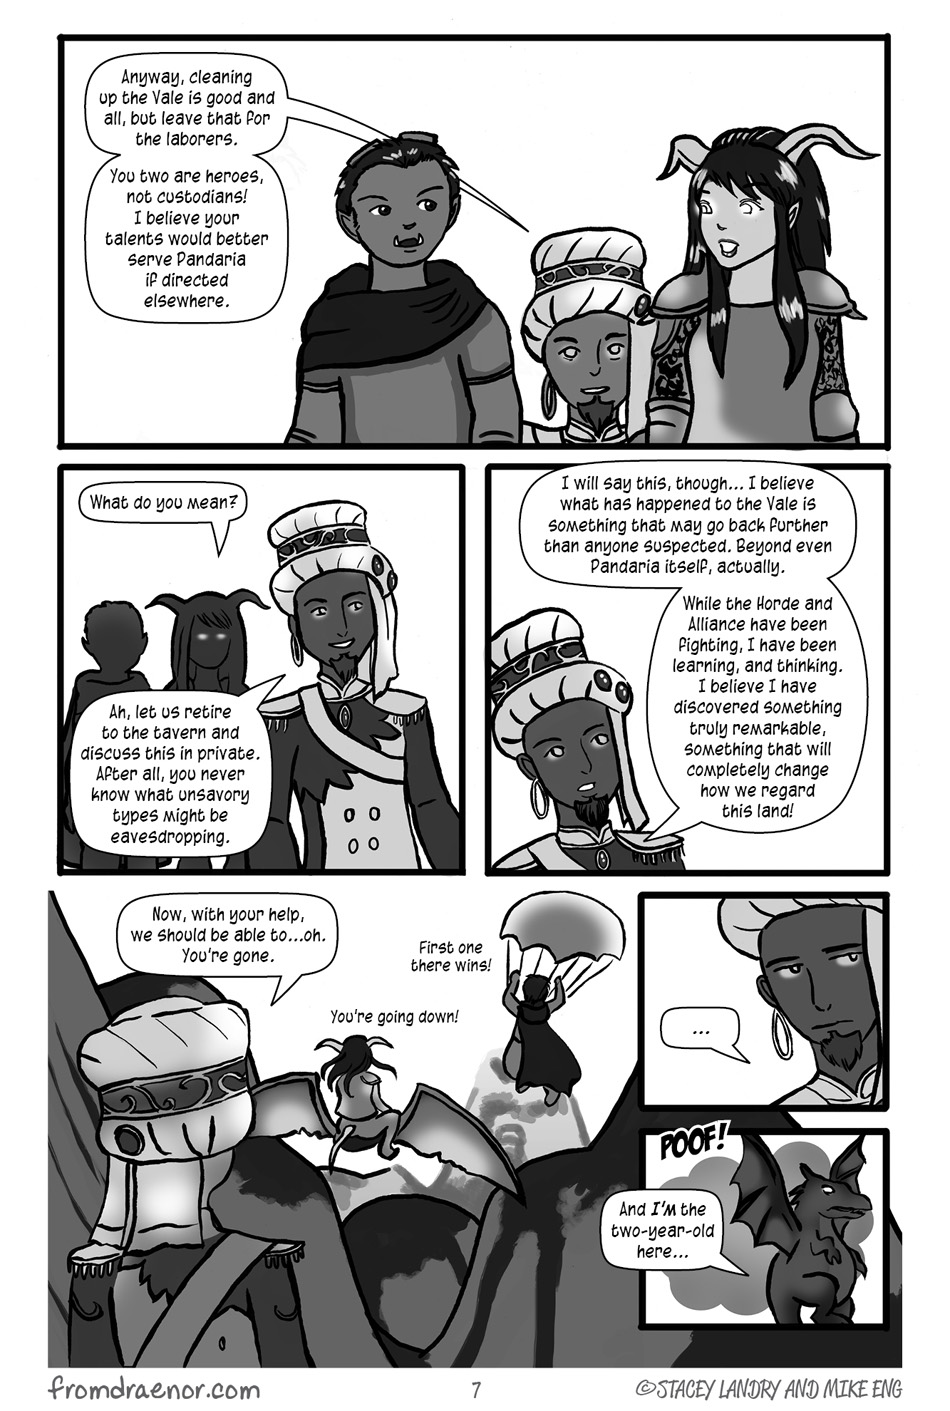 Anyway, cleaning
up the Vale is good and
all, but leave that for
the laborers.
You two are heroes,
not custodians!
I believe your
talents would better
serve Pandaria
if directed
elsewhere.
What do you mean?
Ah, let us retire
to the tavern and
discuss this in private.
After all, you never
know what unsavory
types might be
eavesdropping.
I will say this, though... I believe
what has happened to the Vale is
something that may go back further
than anyone suspected. Beyond even
Pandaria itself, actually.
While the Horde and
Alliance have been
fighting, I have been
learning, and thinking.
I believe I have
discovered something
truly remarkable,
something that will
completely change
how we regard
this land!
Now, with your help,
we should be able to...oh.
You're gone.
First one
there wins!
You're going down!
...
POOF!
And I'M the
two-year-old
here...
fromdraenor.com
7
©STACEY LANDRY AND MIKE ENG